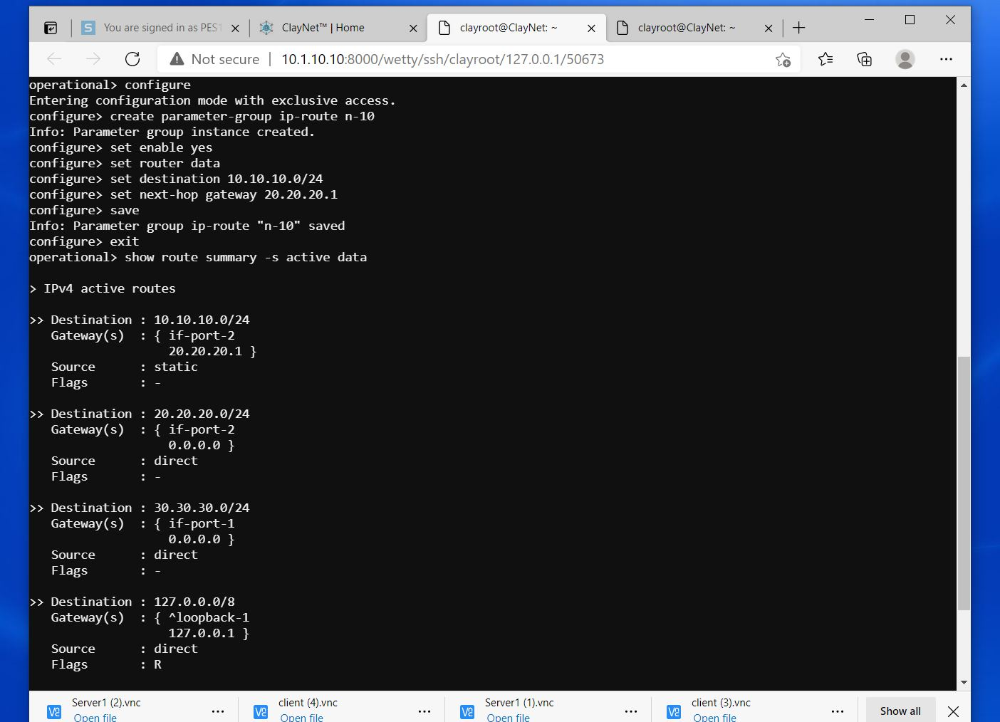 You are signed in as PES1
ClayNet™ | Home
clayroot@ClayNet: ~
clayroot@ClayNet: ~
Not secure | 10.1.10.10:8000/wetty/ssh/clayroot/127.0.0.1/50673
operational> configure
Entering configuration mode with exclusive access.
configure> create parameter-group ip-route n-10
Info: Parameter group instance created.
configure> set enable yes
configure> set router data
configure> set destination 10.10.10.0/24
configure> set next-hop gateway 20.20.20.1
configure> save
Info: Parameter group ip-route "n-10" saved
configure> exit
operational> show route summary -s active data
> IPv4 active routes
>> Destination : 10.10.10.0/24
Gateway(s) : { if-port-2
20.20.20.1 }
Source : static
Flags : -
>> Destination : 20.20.20.0/24
Gateway(s) : { if-port-2
0.0.0.0 }
Source : direct
Flags : -
>> Destination : 30.30.30.0/24
Gateway(s) : { if-port-1
0.0.0.0 }
Source : direct
Flags : -
>> Destination : 127.0.0.0/8
Gateway(s) : { ^loopback-1
127.0.0.1 }
Source : direct
Flags : R
Server1 (2).vnc
Open file
client (4).vnc
Open file
Server1 (1).vnc
Open file
client (3).vnc
Open file
Show all